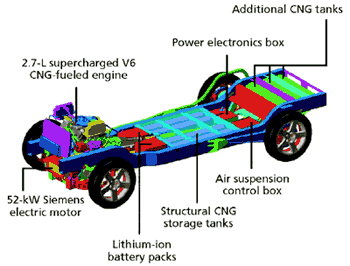 Additional CNG tanks
Power electronics box
2.7-L supercharged V6
CNG-fueled engine
52-kW Siemens
electric motor
Lithium-ion
battery packs
Structural CNG
storage tanks
Air suspension
control box